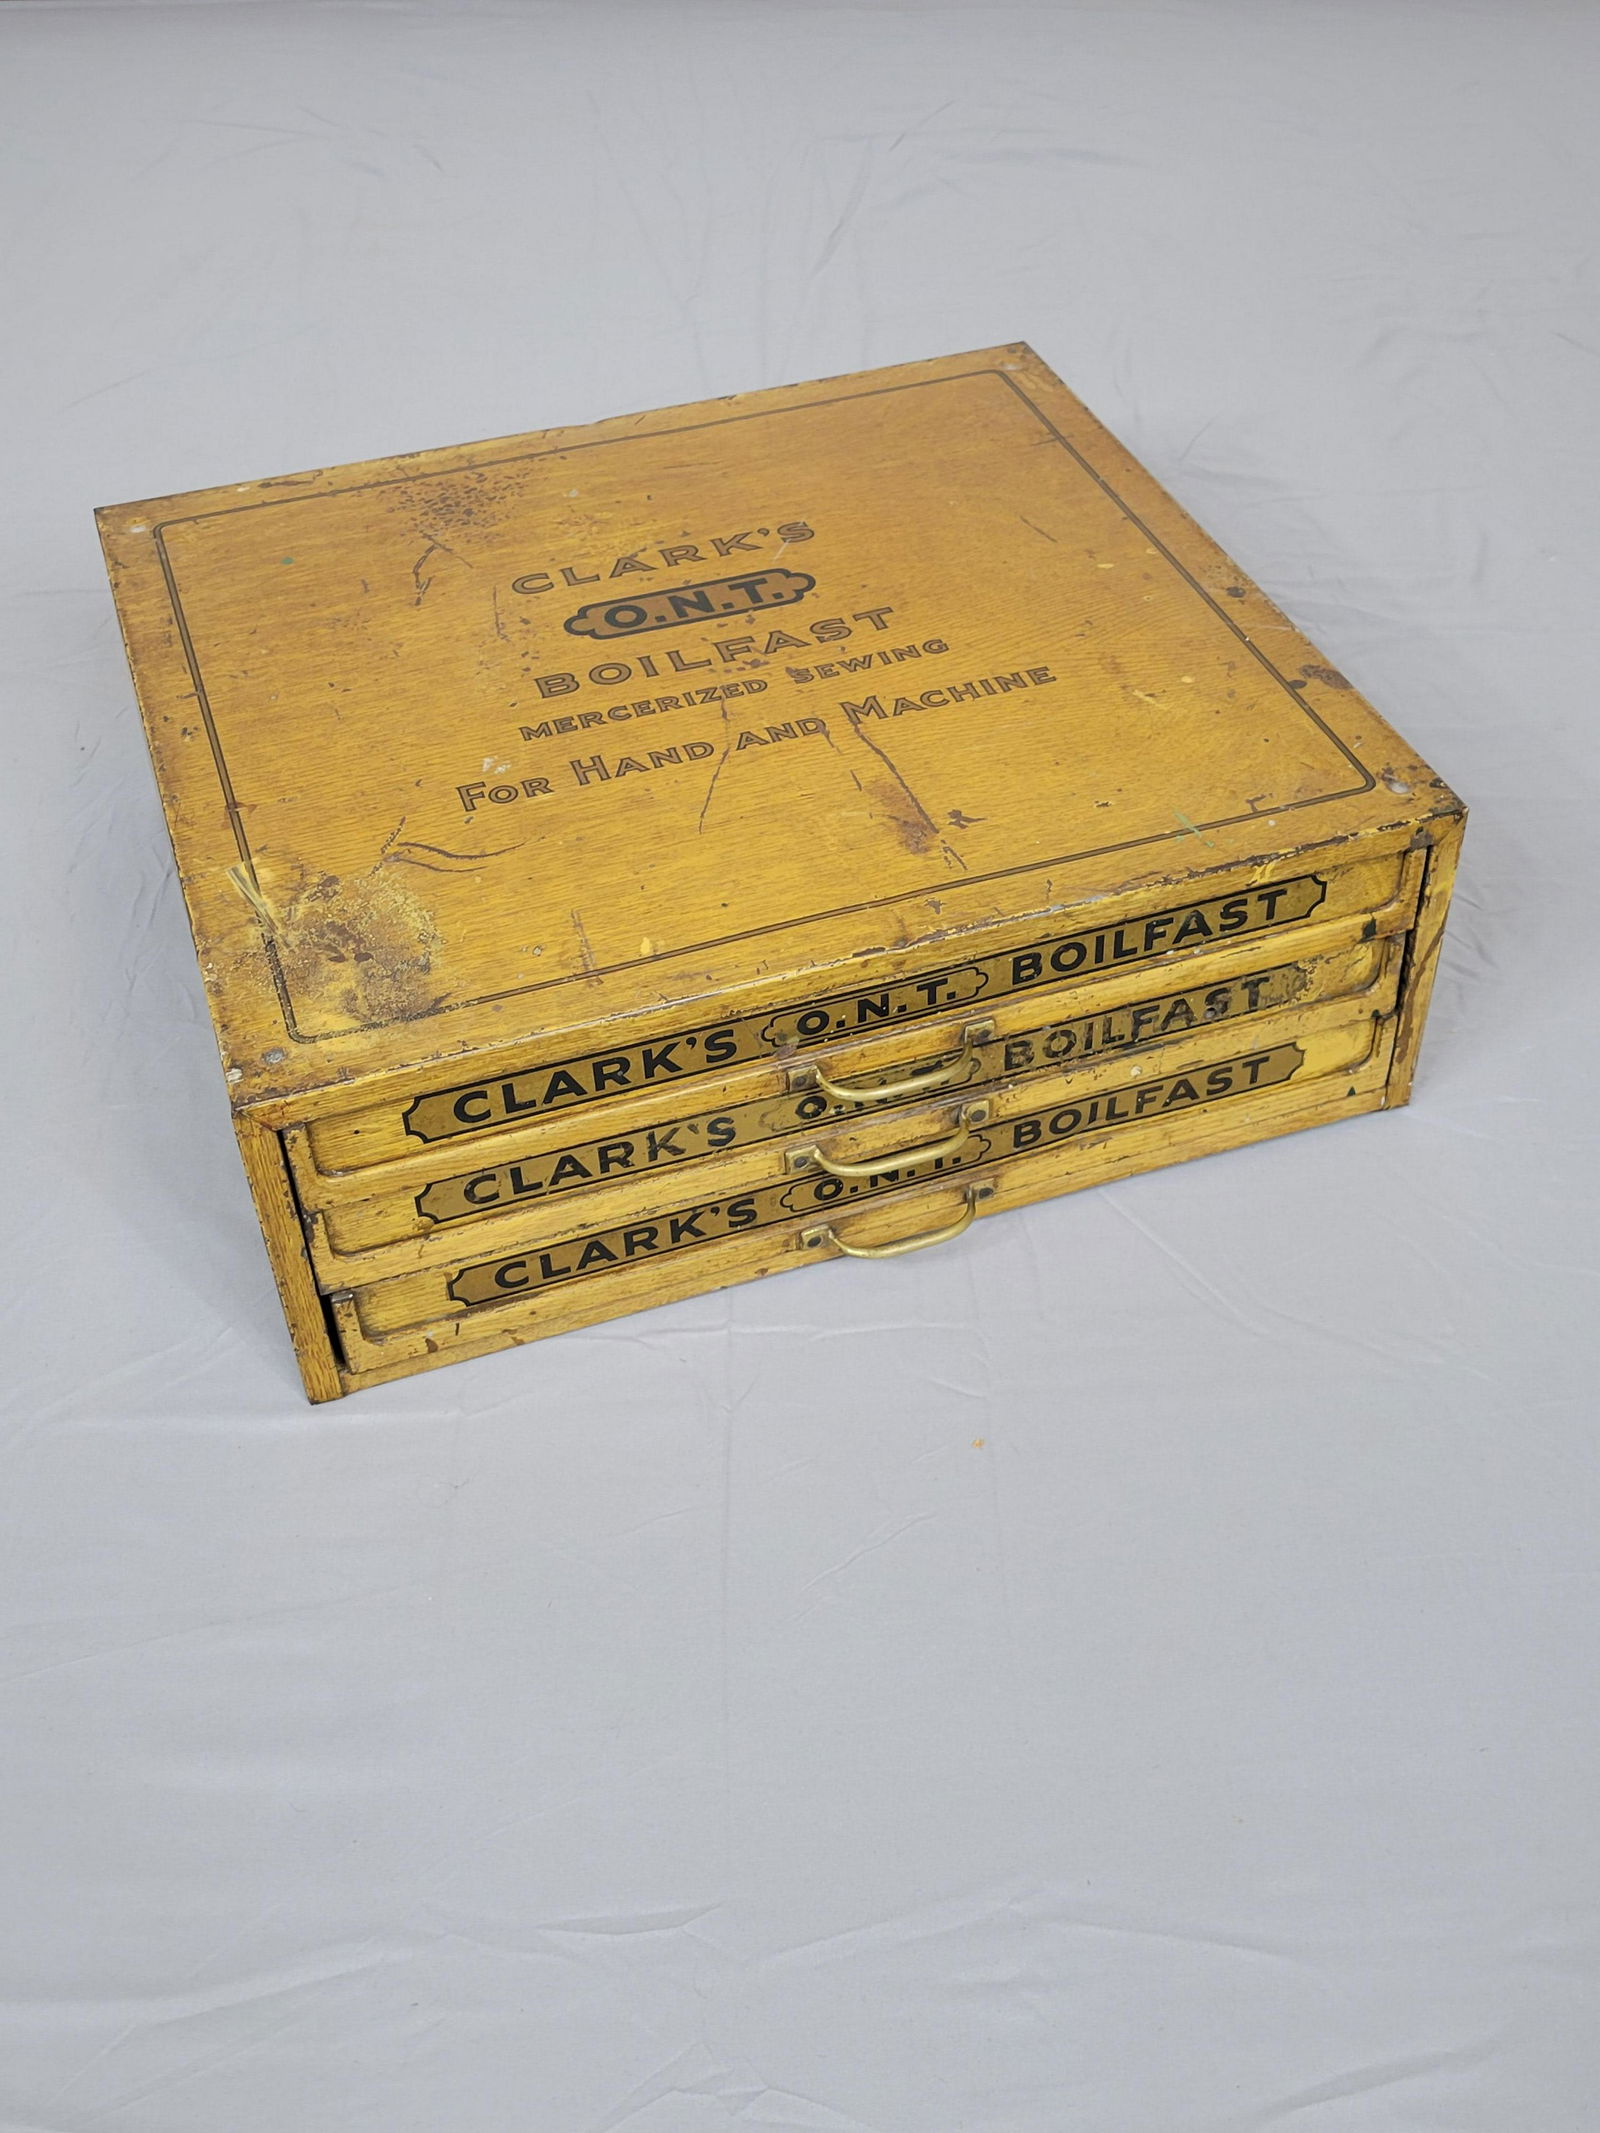 CLARK'S
O.N.T.
BOILFAST
MERCERIZED SEWING
FOR HAND AND MACHINE
CLARK'S O.N.T. BOILFAST
CLARK'S O.N.T. BOILFAST
CLARK'S O.N.T. BOILFAST